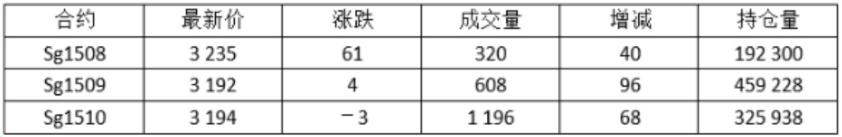 合约 最新价 涨跌 成交量 增减 持仓量
Sg1508 3 235 61 320 40 192 300
Sg1509 3 192 4 608 96 459 228
Sg1510 3 194 －3 1 196 68 325 938